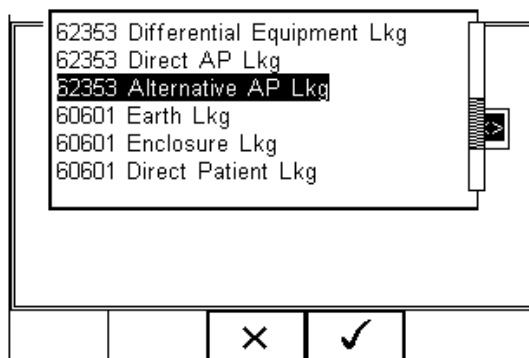 62353 Differential Equipment Lkg
62353 Direct AP Lkg
62353 Alternative AP Lkg
60601 Earth Lkg
60601 Enclosure Lkg
60601 Direct Patient Lkg